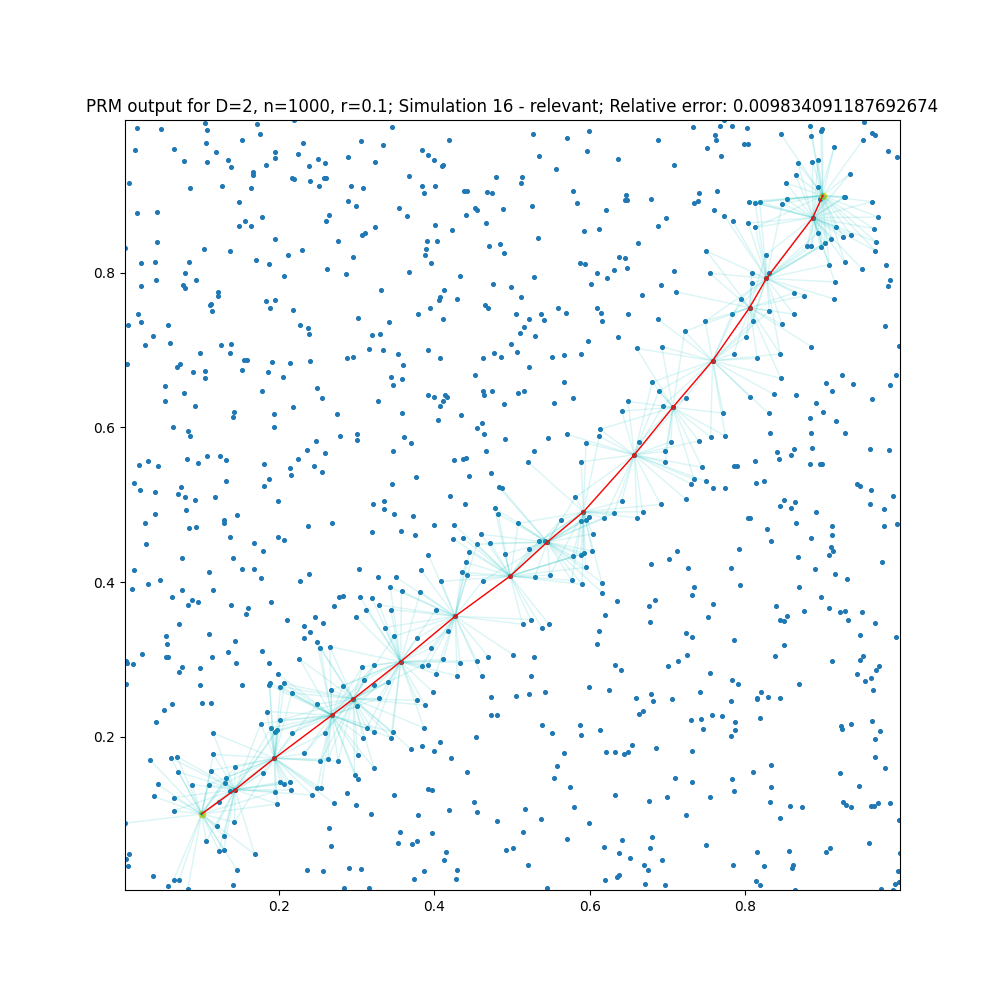 PRM output for D=2, n=1000, r=0.1; Simulation 16 - relevant; Relative error: 0.009834091187692674
0.8
0.6
0.4
0.2
0.2 0.4 0.6 0.8